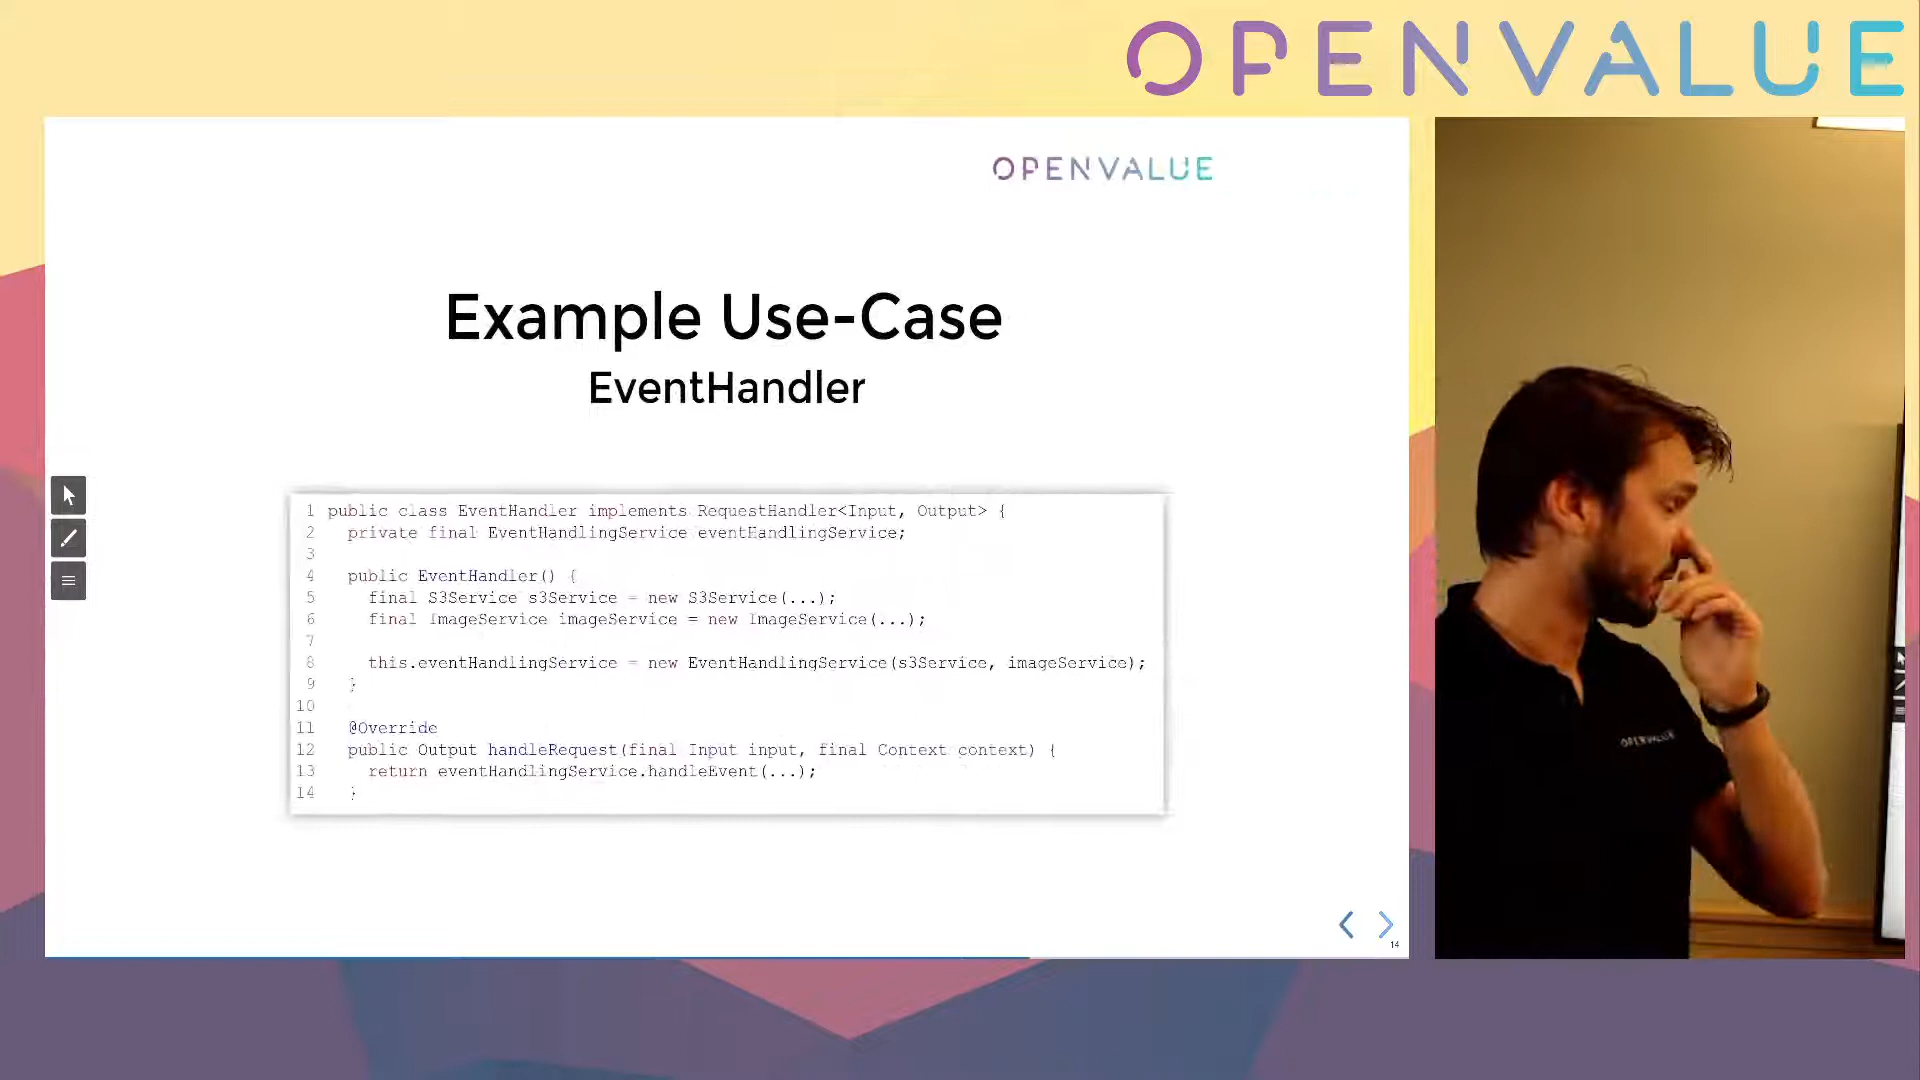 OPENVALUE
OPENVALUE
Example Use-Case
EventHandler
1 public class EventHandler implements RequestHandler<Input, Output> {
2   private final EventHandlingService eventHandlingService;
3
4   public EventHandler() {
5     final S3Service s3Service = new S3Service(...);
6     final ImageService imageService = new ImageService(...);
7
8     this.eventHandlingService = new EventHandlingService(s3Service, imageService);
9   }
10
11   @Override
12   public Output handleRequest(final Input input, final Context context) {
13     return eventHandlingService.handleEvent(...);
14   }
OPENVALUE
14